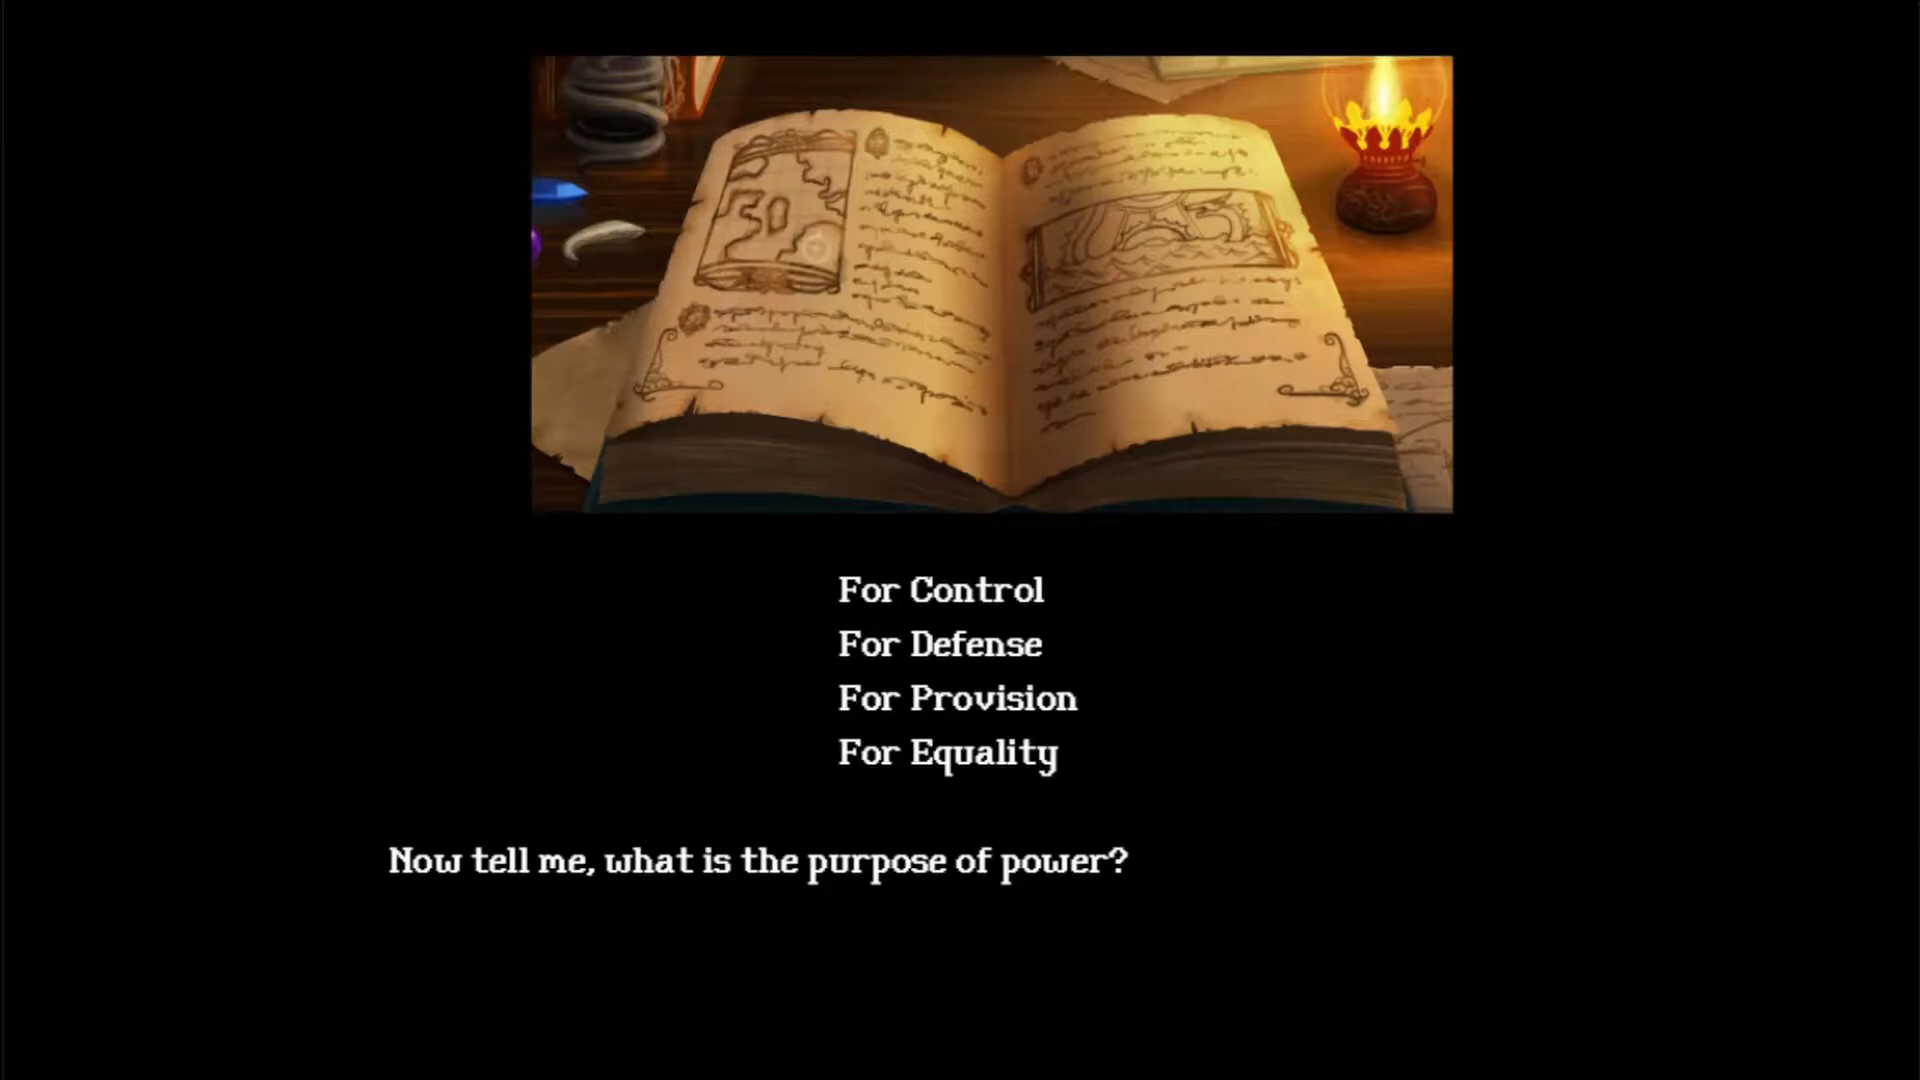 For Control
For Defense
For Provision
For Equality
Now tell me, what is the purpose of power?